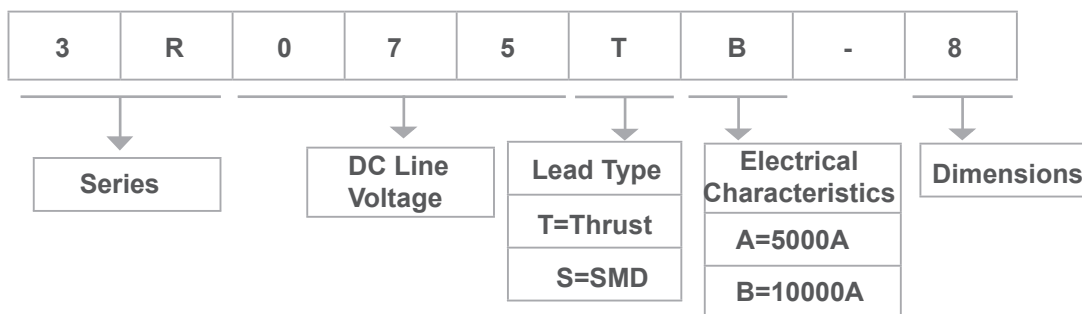 3 R 0 7 5 T B - 8
Series
DC Line
Voltage
Lead Type
T=Thrust
S=SMD
Electrical
Characteristics
A=5000A
B=10000A
Dimensions